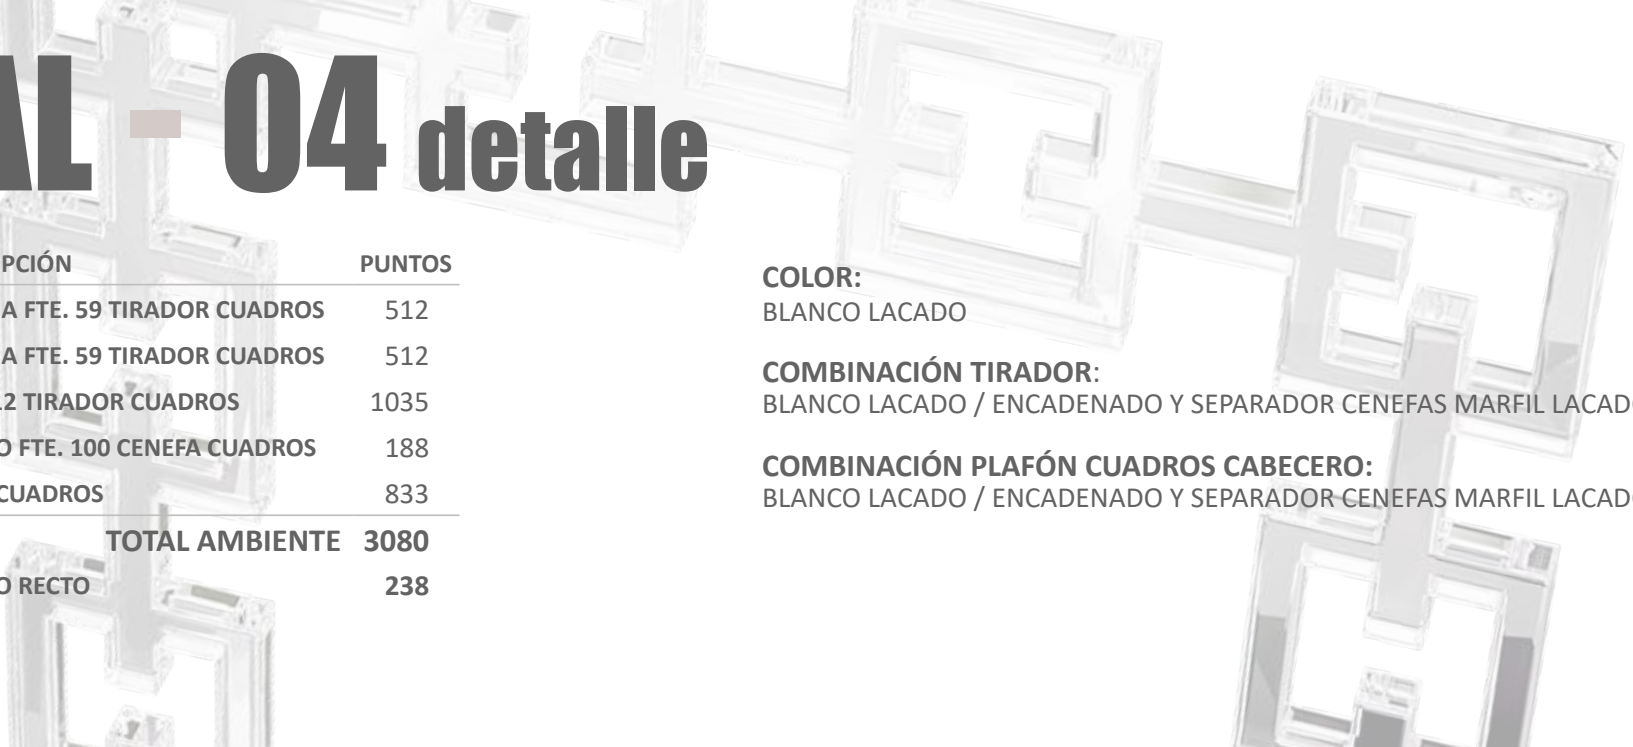 AL - 04 detalle
PCIÓN PUNTOS
A FTE. 59 TIRADOR CUADROS 512
A FTE. 59 TIRADOR CUADROS 512
12 TIRADOR CUADROS 1035
O FTE. 100 CENEFA CUADROS 188
CUADROS 833
TOTAL AMBIENTE 3080
O RECTO 238
COLOR:
BLANCO LACADO
COMBINACIÓN TIRADOR:
BLANCO LACADO / ENCADENADO Y SEPARADOR CENEFAS MARFIL LACADO
COMBINACIÓN PLAFÓN CUADROS CABECERO:
BLANCO LACADO / ENCADENADO Y SEPARADOR CENEFAS MARFIL LACADO